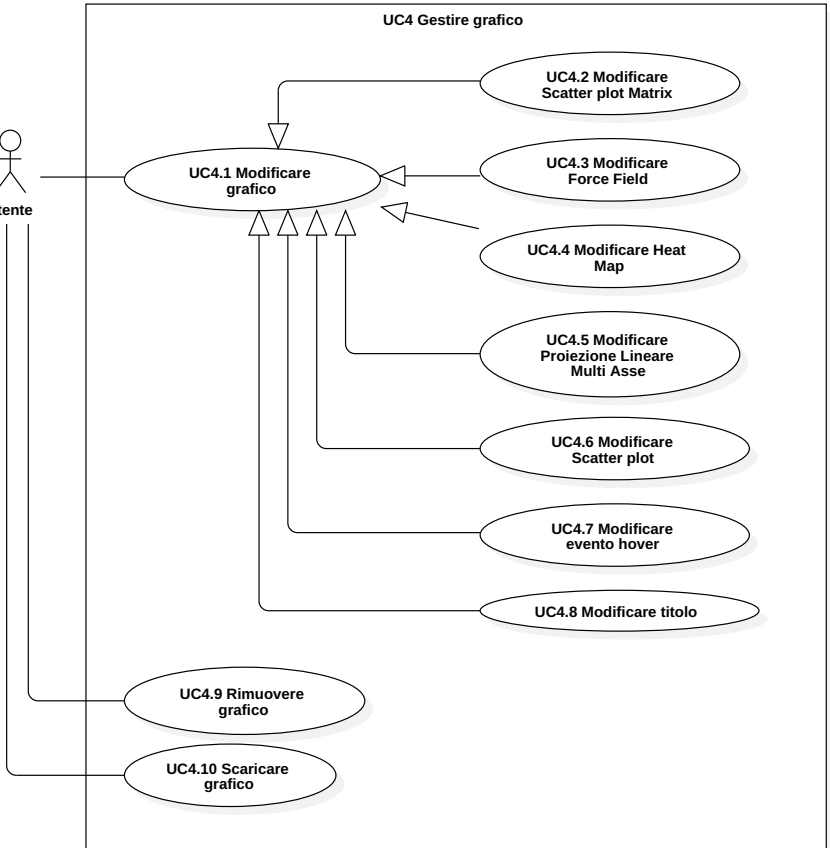 UC4 Gestire grafico
UC4.2 Modificare
Scatter plot Matrix
UC4.3 Modificare
Force Field
UC4.1 Modificare
grafico
tente
UC4.4 Modificare Heat
Map
UC4.5 Modificare
Proiezione Lineare
Multi Asse
UC4.6 Modificare
Scatter plot
UC4.7 Modificare
evento hover
UC4.8 Modificare titolo
UC4.9 Rimuovere
grafico
UC4.10 Scaricare
grafico